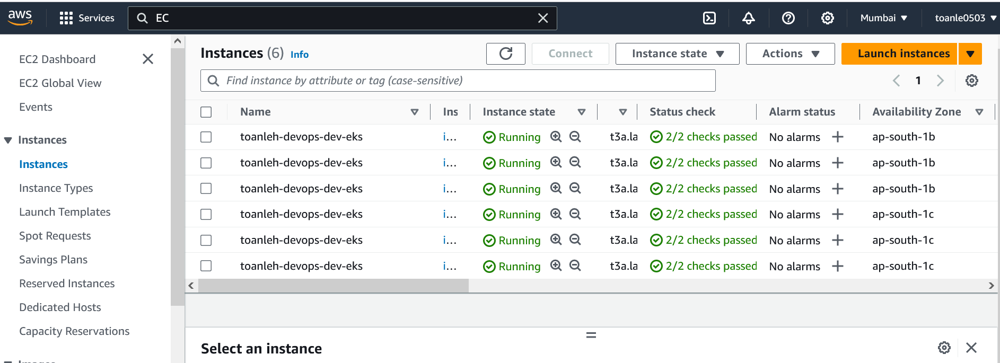 aws Services EC Mumbai toanle0503
EC2 Dashboard
EC2 Global View
Events
Instances
Instances
Instance Types
Launch Templates
Spot Requests
Savings Plans
Reserved Instances
Dedicated Hosts
Capacity Reservations
Images
Instances (6) Info Connect Instance state Actions Launch instances
Find instance by attribute or tag (case-sensitive) 1
Name Ins Instance state Status check Alarm status Availability Zone
toanleh-devops-dev-eks i... Running t3a.la 2/2 checks passed No alarms ap-south-1b
toanleh-devops-dev-eks i... Running t3a.la 2/2 checks passed No alarms ap-south-1b
toanleh-devops-dev-eks i... Running t3a.la 2/2 checks passed No alarms ap-south-1b
toanleh-devops-dev-eks i... Running t3a.la 2/2 checks passed No alarms ap-south-1c
toanleh-devops-dev-eks i... Running t3a.la 2/2 checks passed No alarms ap-south-1c
toanleh-devops-dev-eks i... Running t3a.la 2/2 checks passed No alarms ap-south-1c
Select an instance